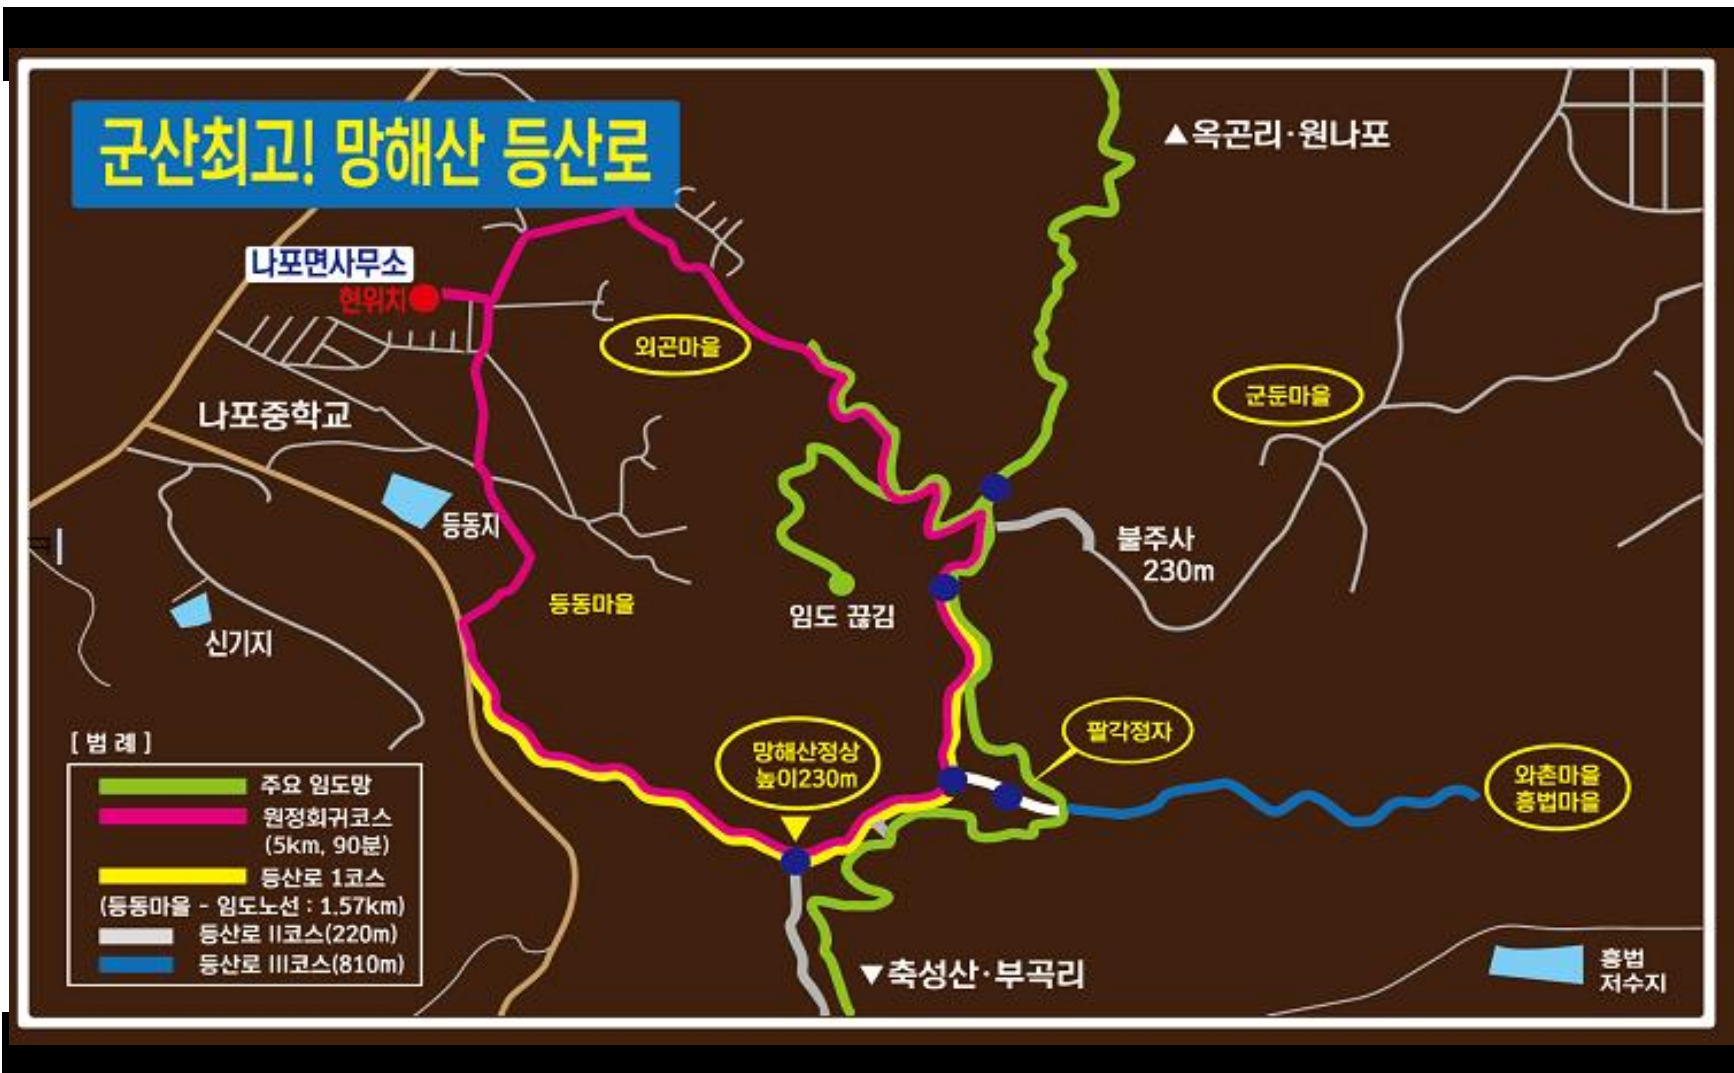 군산최고! 망해산 등산로
▲옥곤리·원나포
나포면사무소
현위치
외곤마을
군둔마을
나포중학교
등동지
불주사
230m
등동마을
임도 끊김
신기지
팔각정자
망해산정상
높이230m
와촌마을
흥법마을
[ 범 례 ]
주요 임도망
원정회귀코스
(5km, 90분)
등산로 1코스
(등동마을 - 임도노선 : 1.57km)
등산로 II코스(220m)
등산로 III코스(810m)
▼축성산·부곡리
흥법
저수지